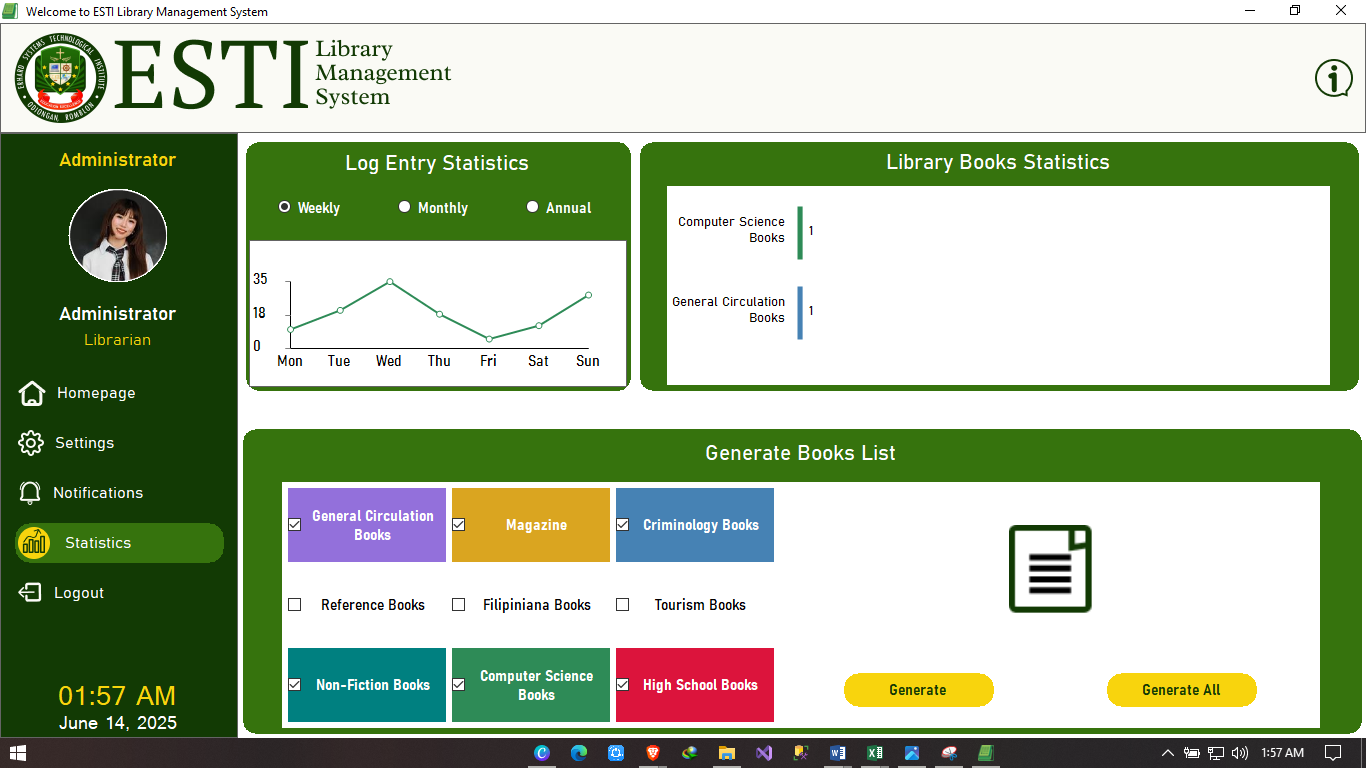 Welcome to ESTI Library Management System
ERHARD SYSTEMS TECHNOLOGICAL INSTITUTE
ODIONGAN, ROMBLON
ESTI
Library
Management
System
Administrator
Administrator
Librarian
Homepage
Settings
Notifications
Statistics
Logout
01:57 AM
June 14, 2025
Log Entry Statistics
Weekly
Monthly
Annual
35
18
0
Mon Tue Wed Thu Fri Sat Sun
Library Books Statistics
Computer Science
Books
1
General Circulation
Books
1
Generate Books List
General Circulation
Books
Magazine
Criminology Books
Reference Books
Filipiniana Books
Tourism Books
Non-Fiction Books
Computer Science
Books
High School Books
Generate
Generate All
1:57 AM